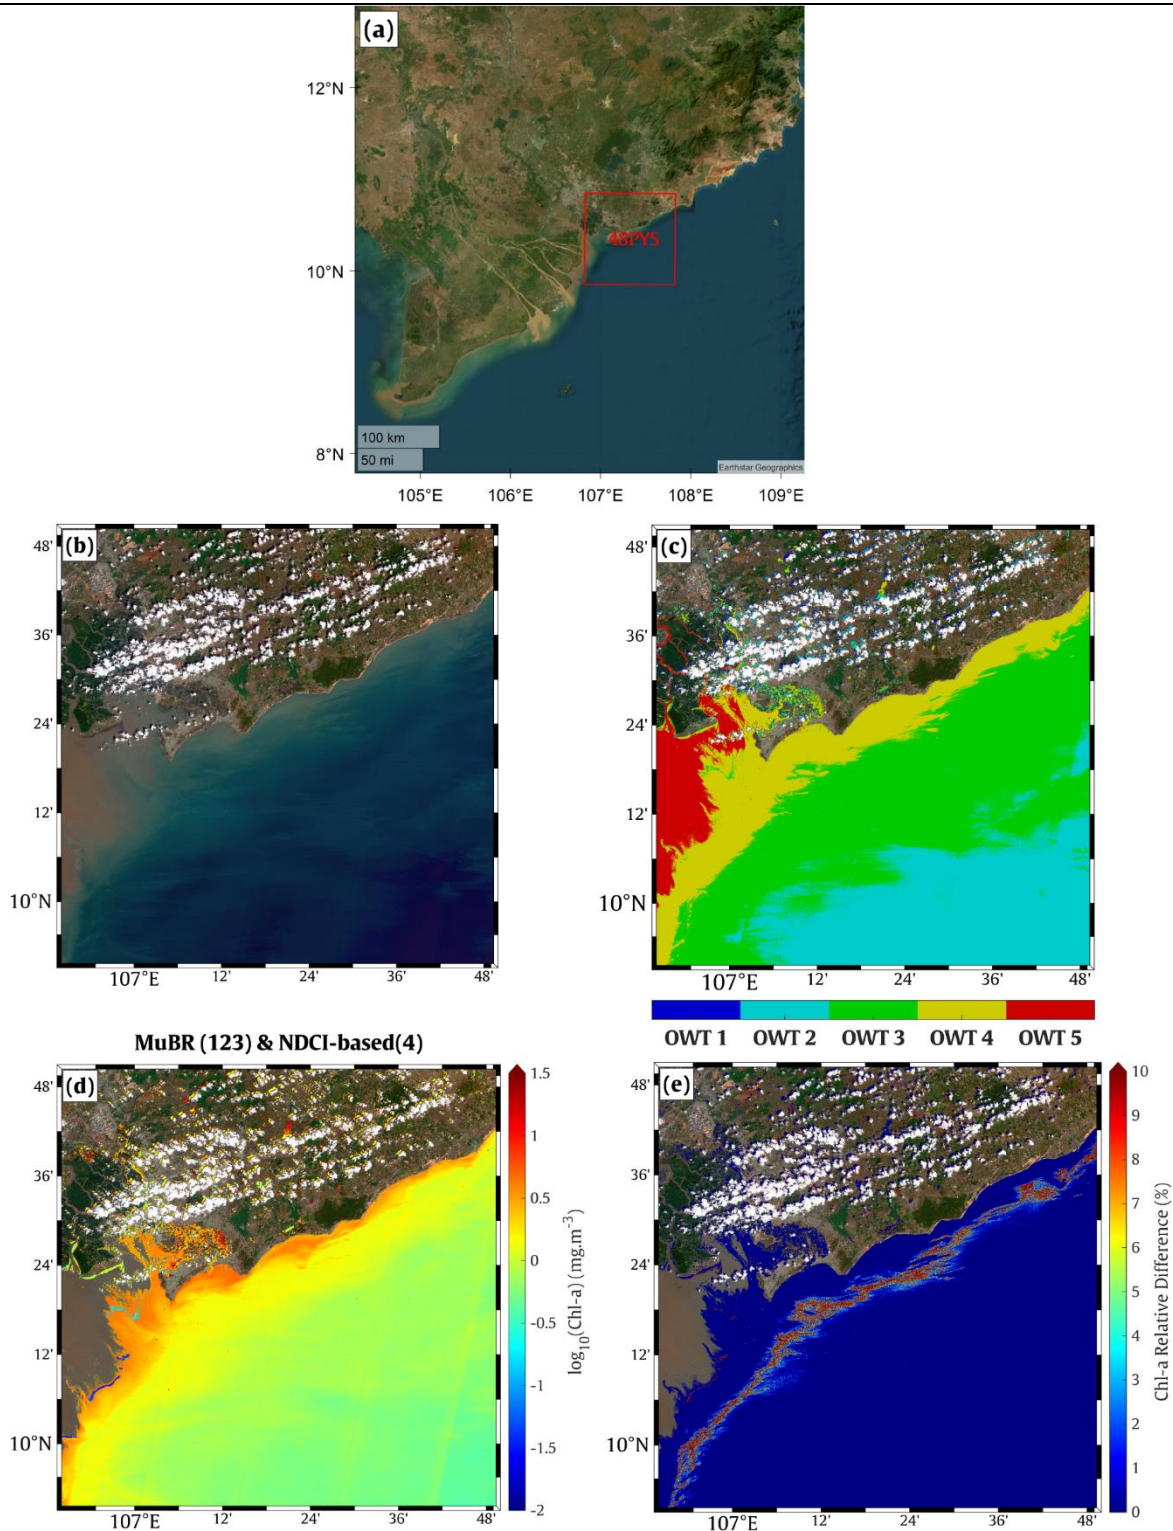 (a)
12°N
10°N
8°N
48PYS
100 km
50 mi
Earthstar Geographics
105°E 106°E 107°E 108°E 109°E
(b)
48'
36'
24'
12'
10°N
107°E 12' 24' 36' 48'
(c)
48'
36'
24'
12'
10°N
107°E 12' 24' 36' 48'
OWT 1 OWT 2 OWT 3 OWT 4 OWT 5
MuBR (123) & NDCI-based(4)
(d)
48'
36'
24'
12'
10°N
107°E 12' 24' 36' 48'
1.5
1
0.5
0
-0.5
-1
-1.5
-2
log₁₀(Chl-a) (mg.m⁻³)
(e)
48'
36'
24'
12'
10°N
107°E 12' 24' 36' 48'
10
9
8
7
6
5
4
3
2
1
0
Chl-a Relative Difference (%)